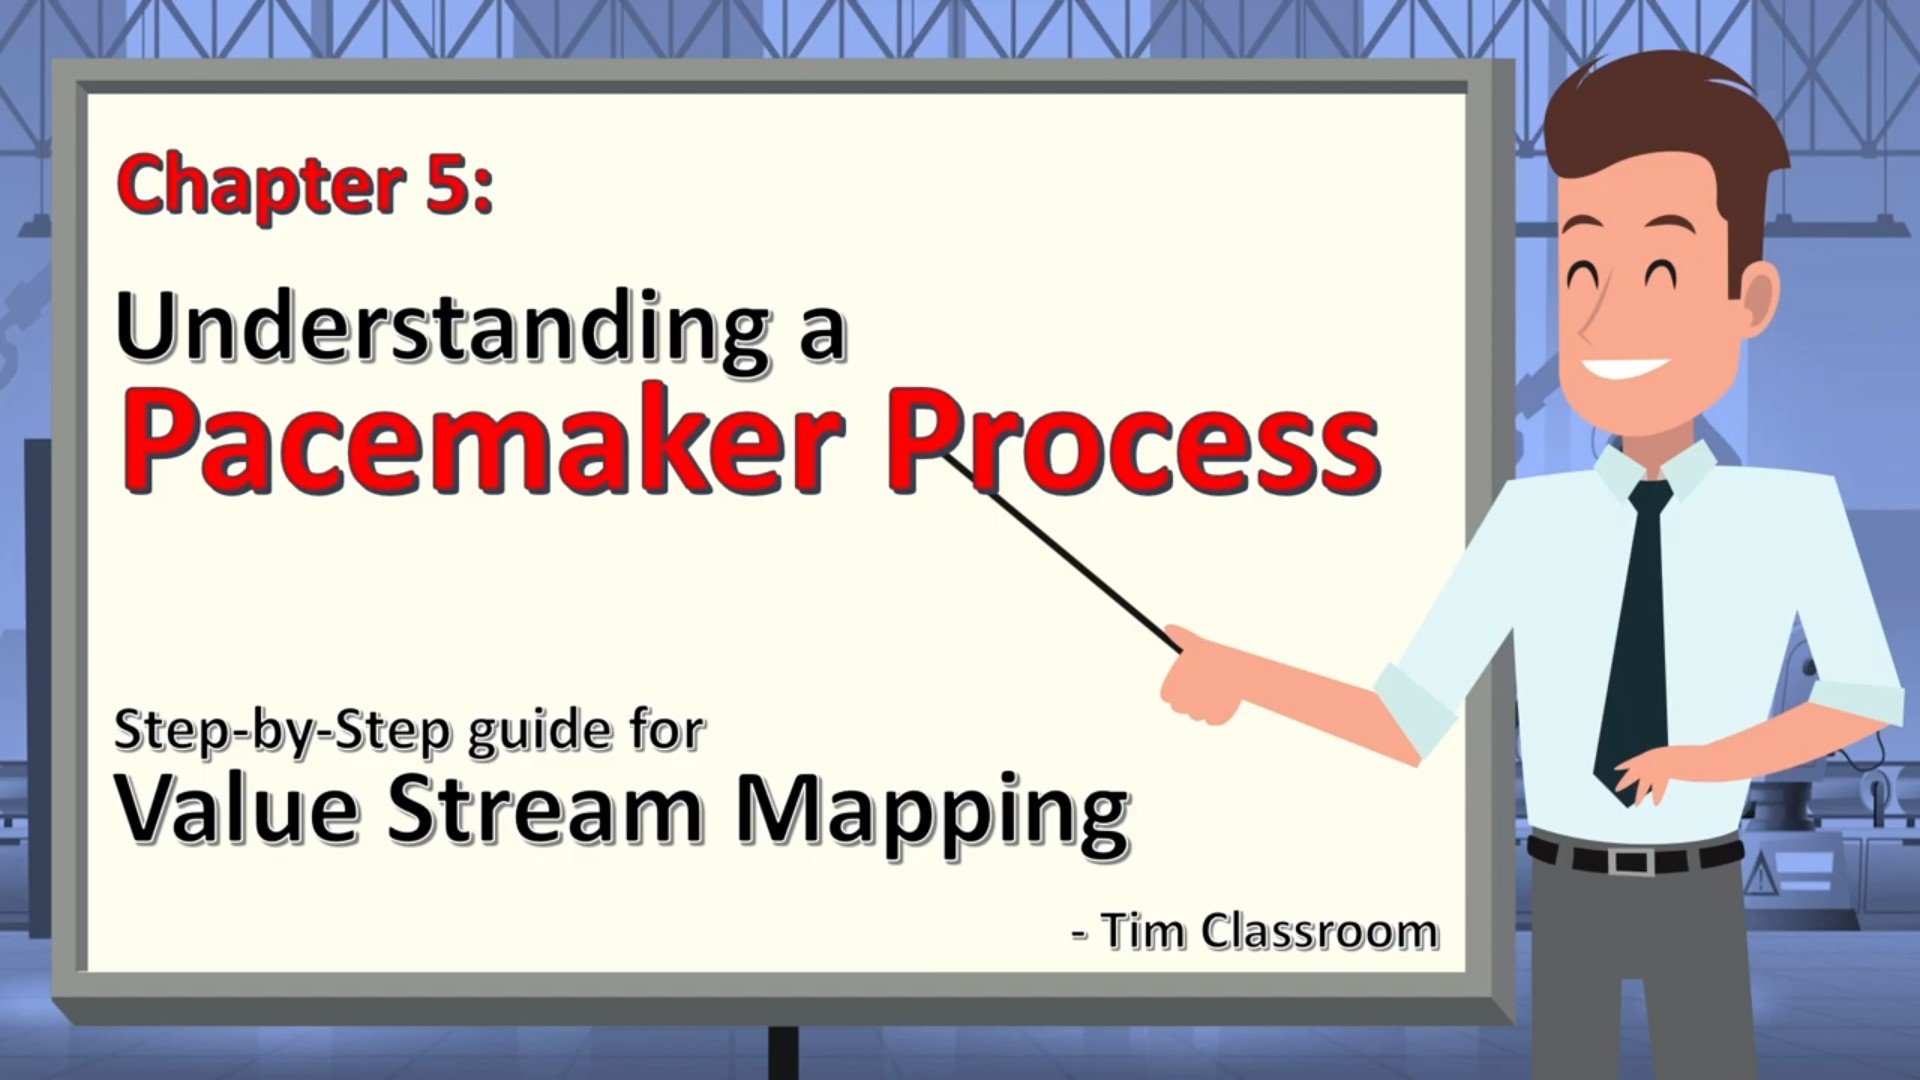 Chapter 5:
Understanding a
Pacemaker Process
Step-by-Step guide for
Value Stream Mapping
- Tim Classroom